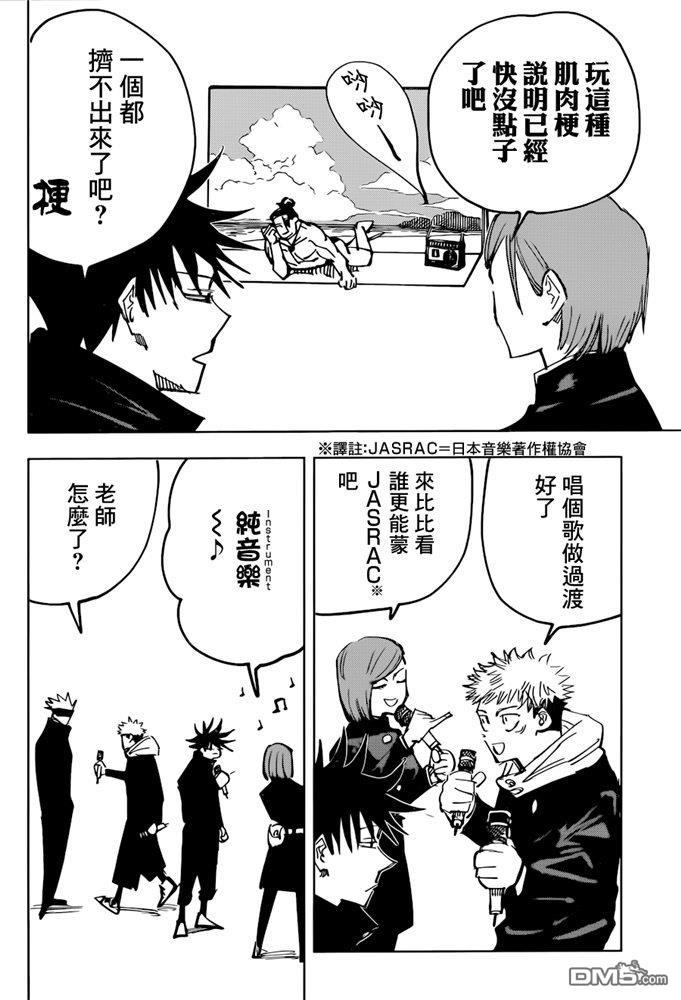 玩這種
肌肉梗
說明已經
快沒點子
了吧
哟哟～
一個都
擠不出來了吧?
梗
※譯註:JASRAC＝日本音樂著作權協會
唱個歌做過渡
好了
來比比看
誰更能蒙
JASRAC※
吧
Instrument
純音樂
～♪
老師
怎麼了?
DM5.com